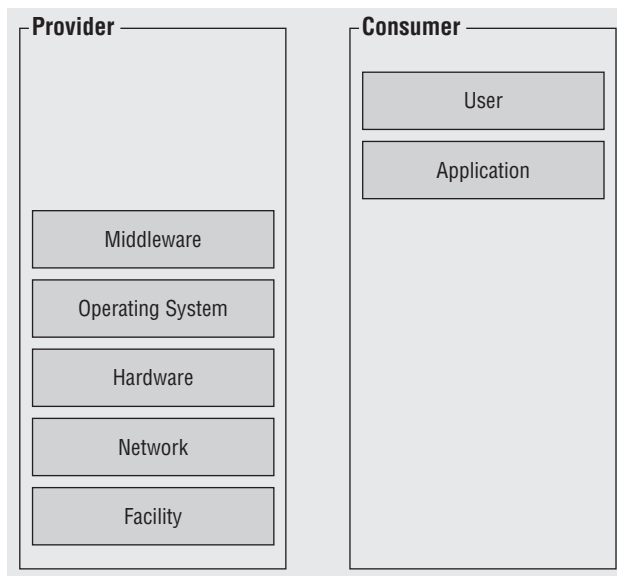 Provider
Middleware
Operating System
Hardware
Network
Facility
Consumer
User
Application